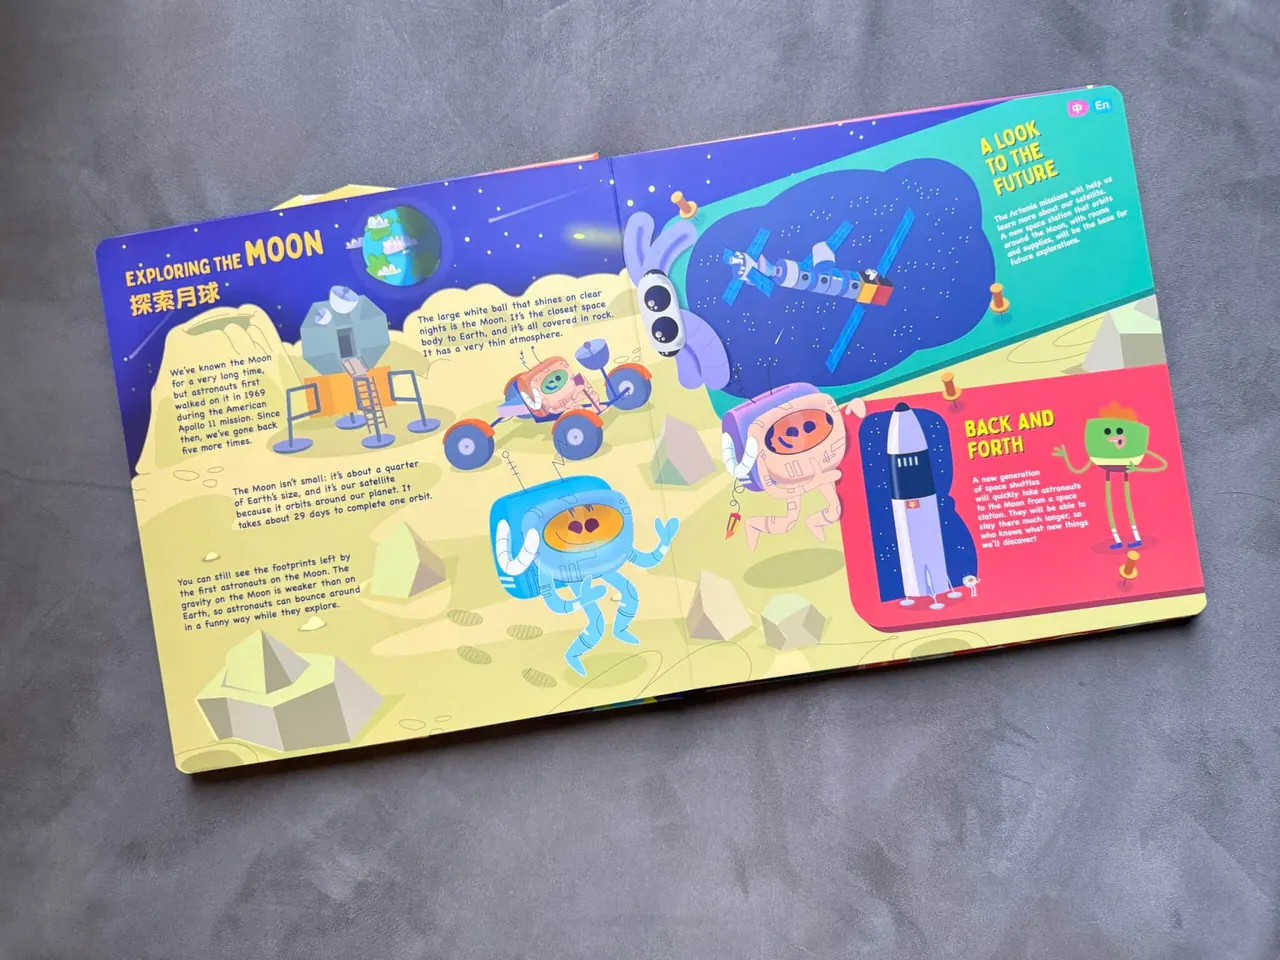 EXPLORING THE MOON
探索月球
We've known the Moon
for a very long time,
but astronauts first
walked on it in 1969
during the American
Apollo 11 mission. Since
then, we've gone back
five more times.
The large white ball that shines on clear
nights is the Moon. It's the closest space
body to Earth, and it's all covered in rock.
It has a very thin atmosphere.
The Moon isn't small: it's about a quarter
of Earth's size, and it's our satellite
because it orbits around our planet. It
takes about 29 days to complete one orbit.
You can still see the footprints left by
the first astronauts on the Moon. The
gravity on the Moon is weaker than on
Earth, so astronauts can bounce around
in a funny way while they explore.
中 En
A LOOK
TO THE
FUTURE
The Artemis missions will help us
learn more about our satellite.
A new space station that orbits
around the Moon, with rooms
and supplies, will be the base for
future explorations.
BACK AND
FORTH
A new generation
of space shuttles
will quickly take astronauts
to the Moon from a space
station. They will be able to
stay there much longer, so
who knows what new things
we'll discover!